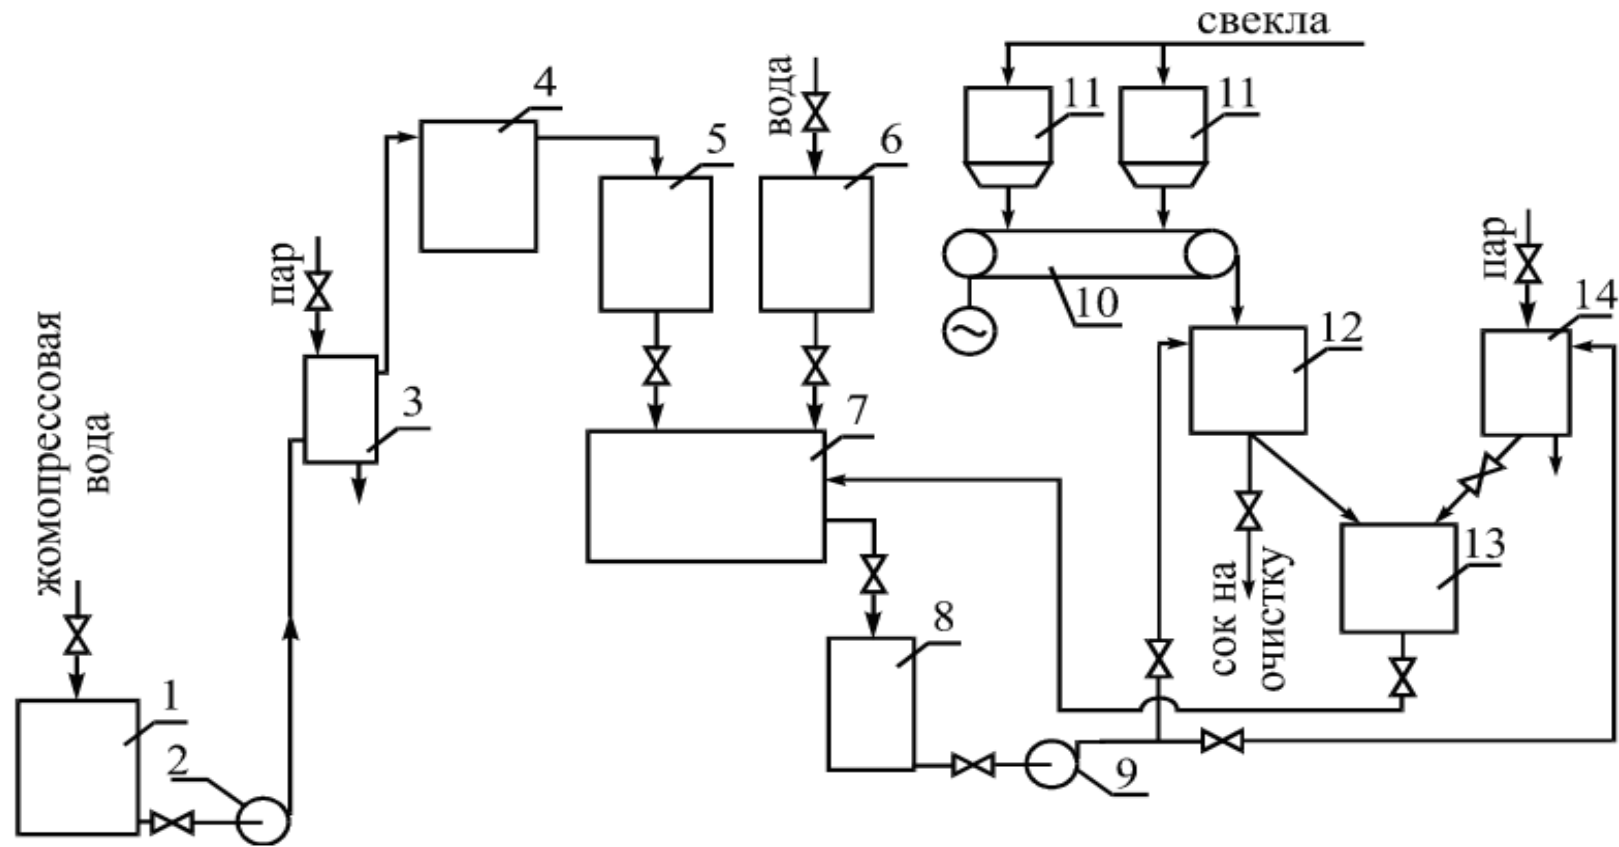 свекла
4
вода
11
11
5
6
пар
пар
10
14
12
жомопрессовая
вода
3
7
13
сок на
очистку
8
1
2
9